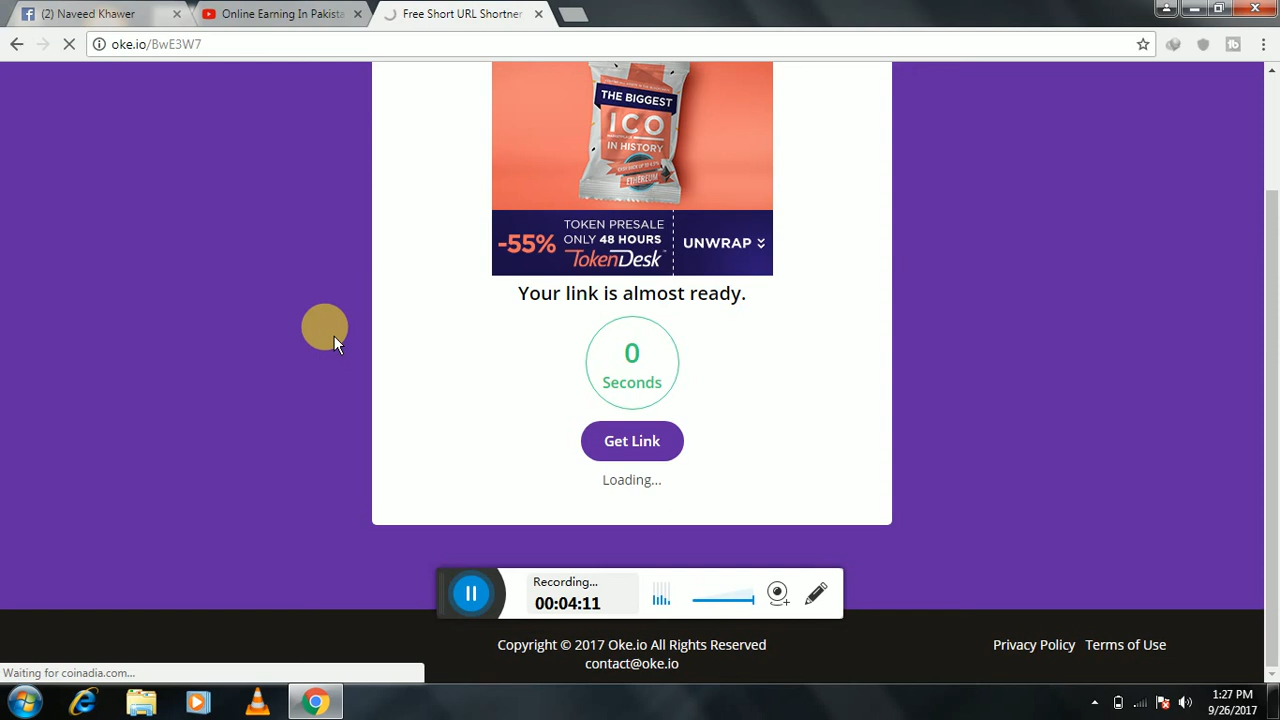 (2) Naveed Khawer
Online Earning In Pakista
Free Short URL Shortner
oke.io/BwE3W7
THE BIGGEST
ICO
IN HISTORY
ETHEREUM
-55%
TOKEN PRESALE
ONLY 48 HOURS
TokenDesk
UNWRAP
Your link is almost ready.
0
Seconds
Get Link
Loading...
Recording...
00:04:11
Copyright © 2017 Oke.io All Rights Reserved
contact@oke.io
Privacy Policy Terms of Use
Waiting for coinadia.com...
1:27 PM
9/26/2017